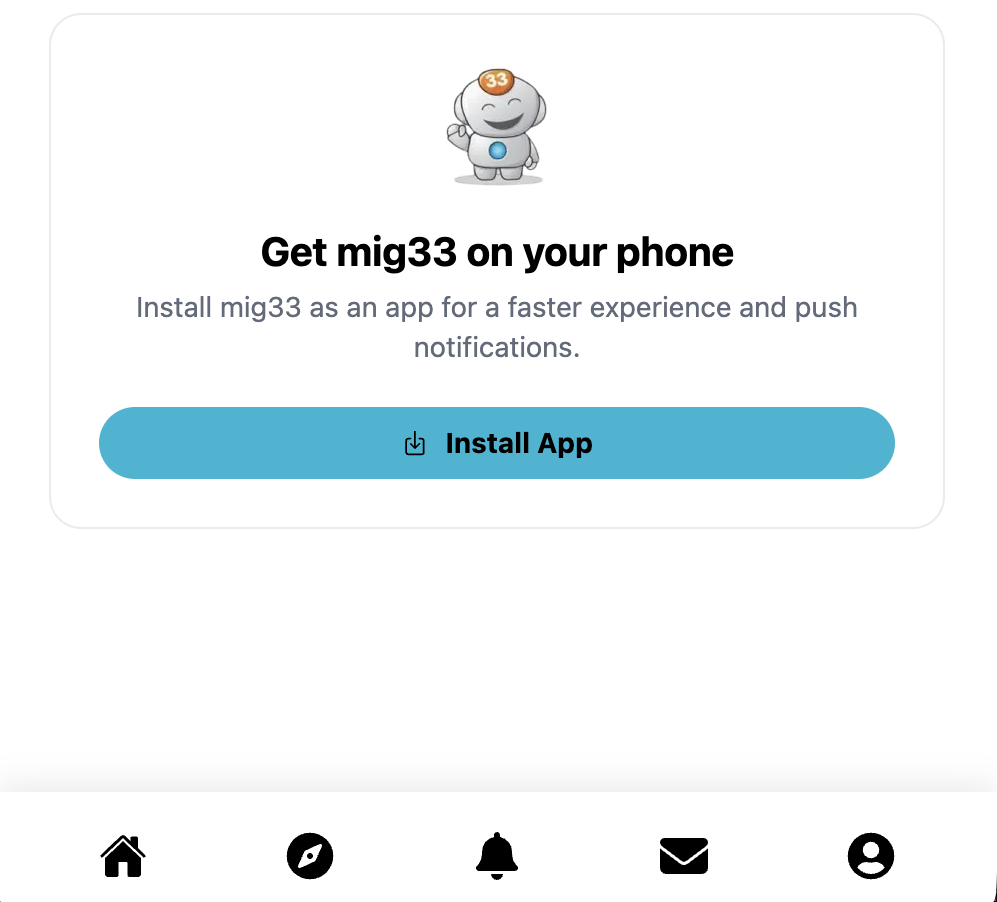 33
Get mig33 on your phone
Install mig33 as an app for a faster experience and push
notifications.
Install App